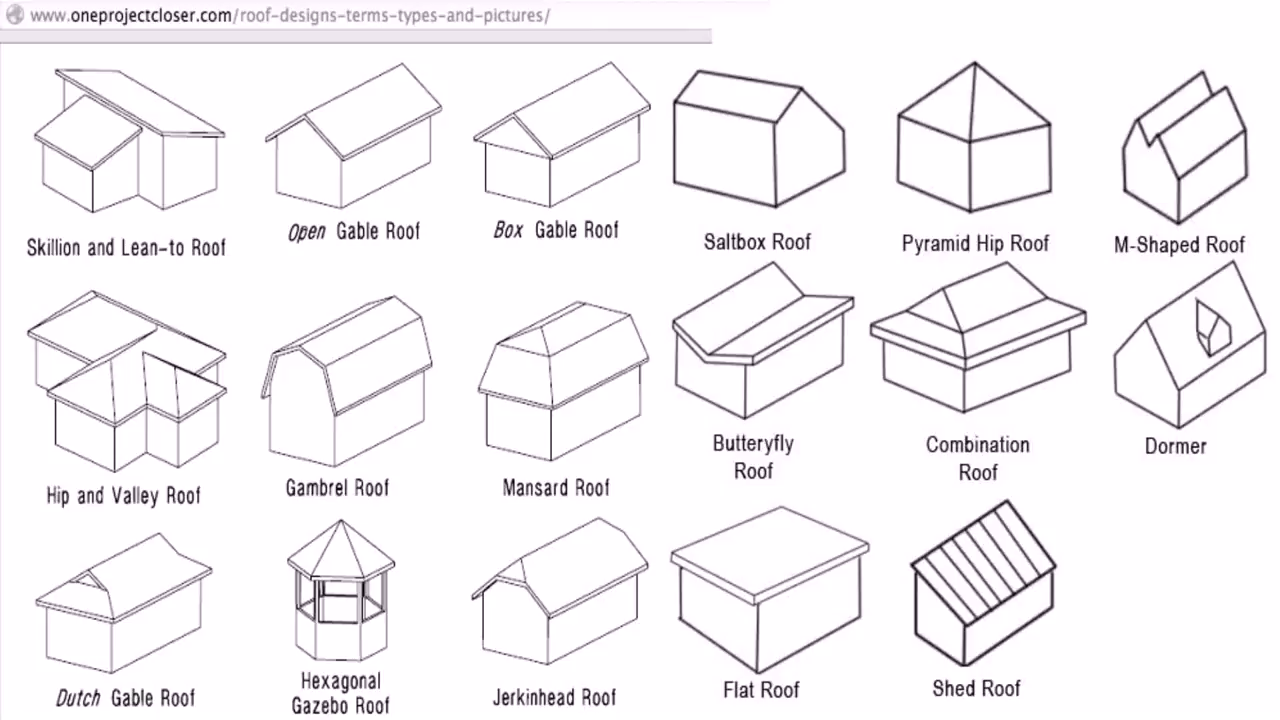 www.oneprojectcloser.com/roof-designs-terms-types-and-pictures/
Skillion and Lean-to Roof
Open Gable Roof
Box Gable Roof
Saltbox Roof
Pyramid Hip Roof
M-Shaped Roof
Hip and Valley Roof
Gambrel Roof
Mansard Roof
Butteryfly
Roof
Combination
Roof
Dormer
Dutch Gable Roof
Hexagonal
Gazebo Roof
Jerkinhead Roof
Flat Roof
Shed Roof